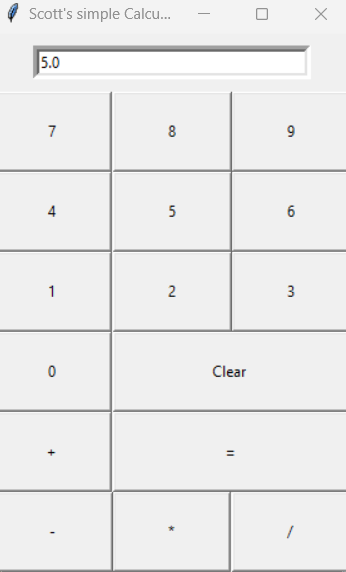 Scott's simple Calcu...
5.0
7 8 9
4 5 6
1 2 3
0 Clear
+ =
- * /